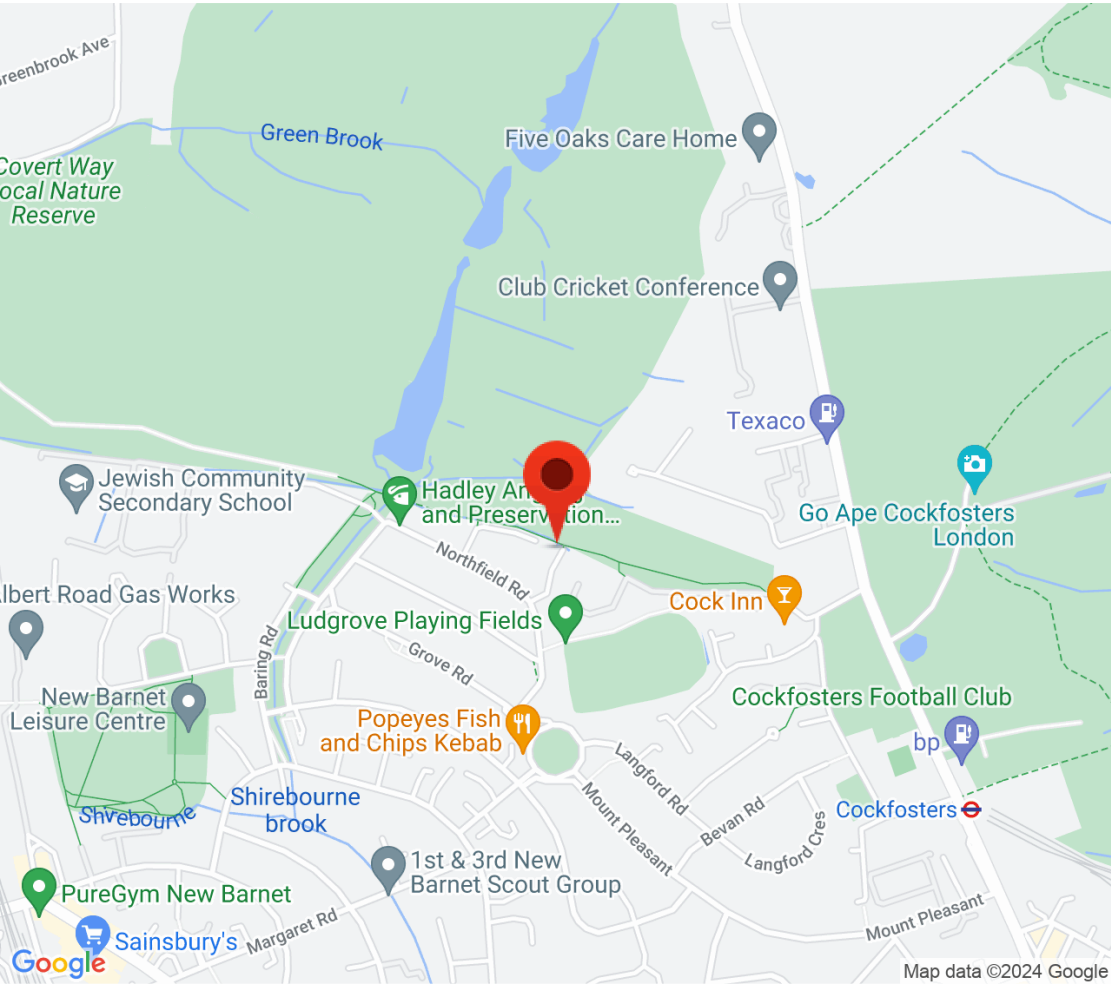 reenbrook Ave
Green Brook
Five Oaks Care Home
Covert Way
ocal Nature
Reserve
Club Cricket Conference
Texaco
Jewish Community
Secondary School
Hadley Ang
and Preservation...
Go Ape Cockfosters
London
Northfield Rd
lbert Road Gas Works
Cock Inn
Ludgrove Playing Fields
Baring Rd
Grove Rd
New Barnet
Leisure Centre
Cockfosters Football Club
Popeyes Fish
and Chips Kebab
bp
Langford Rd
Shirebourne
brook
Mount Pleasant
Bevan Rd
Langford Cres
Cockfosters
1st & 3rd New
Barnet Scout Group
PureGym New Barnet
Mount Pleasant
Margaret Rd
Sainsbury's
Google
Map data ©2024 Google